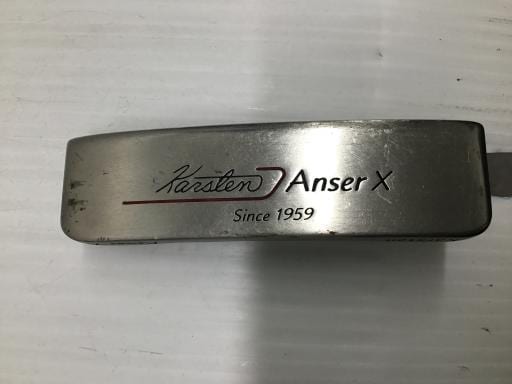 Karsten Anser X
Since 1959